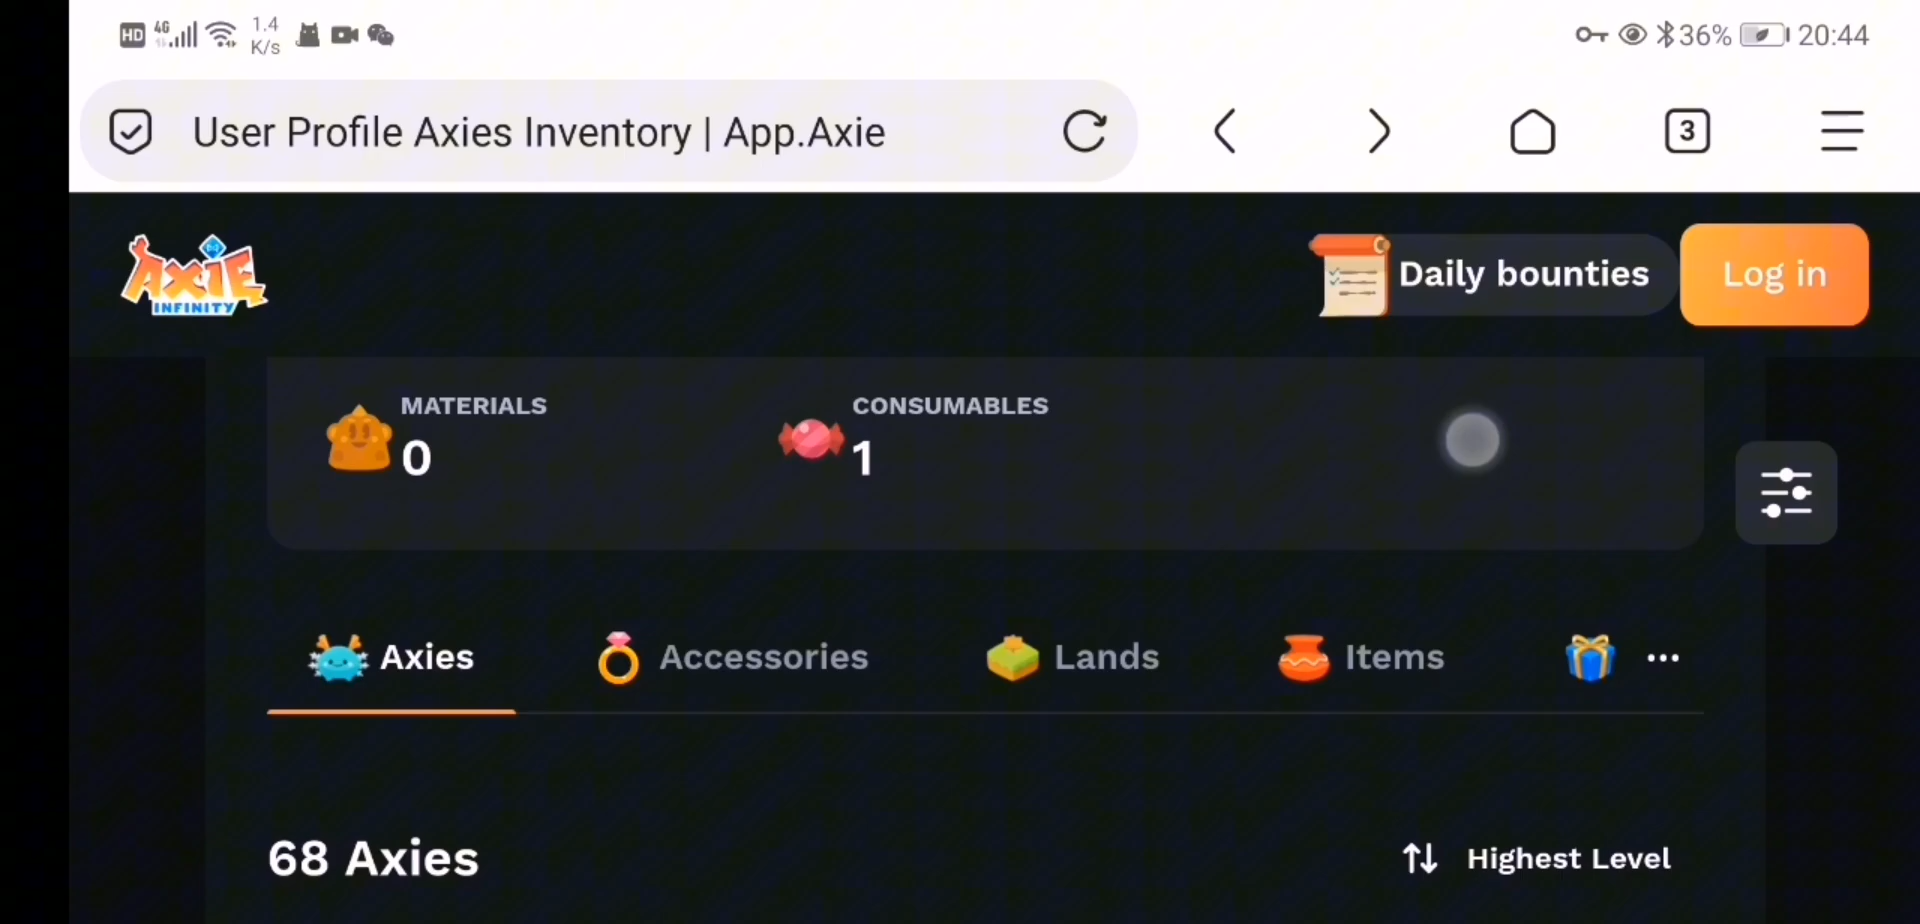 HD 4G 1.4 K/s 36% 20:44
User Profile Axies Inventory | App.Axie 3
AXIE INFINITY Daily bounties Log in
MATERIALS CONSUMABLES
0 1
Axies Accessories Lands Items ...
68 Axies Highest Level